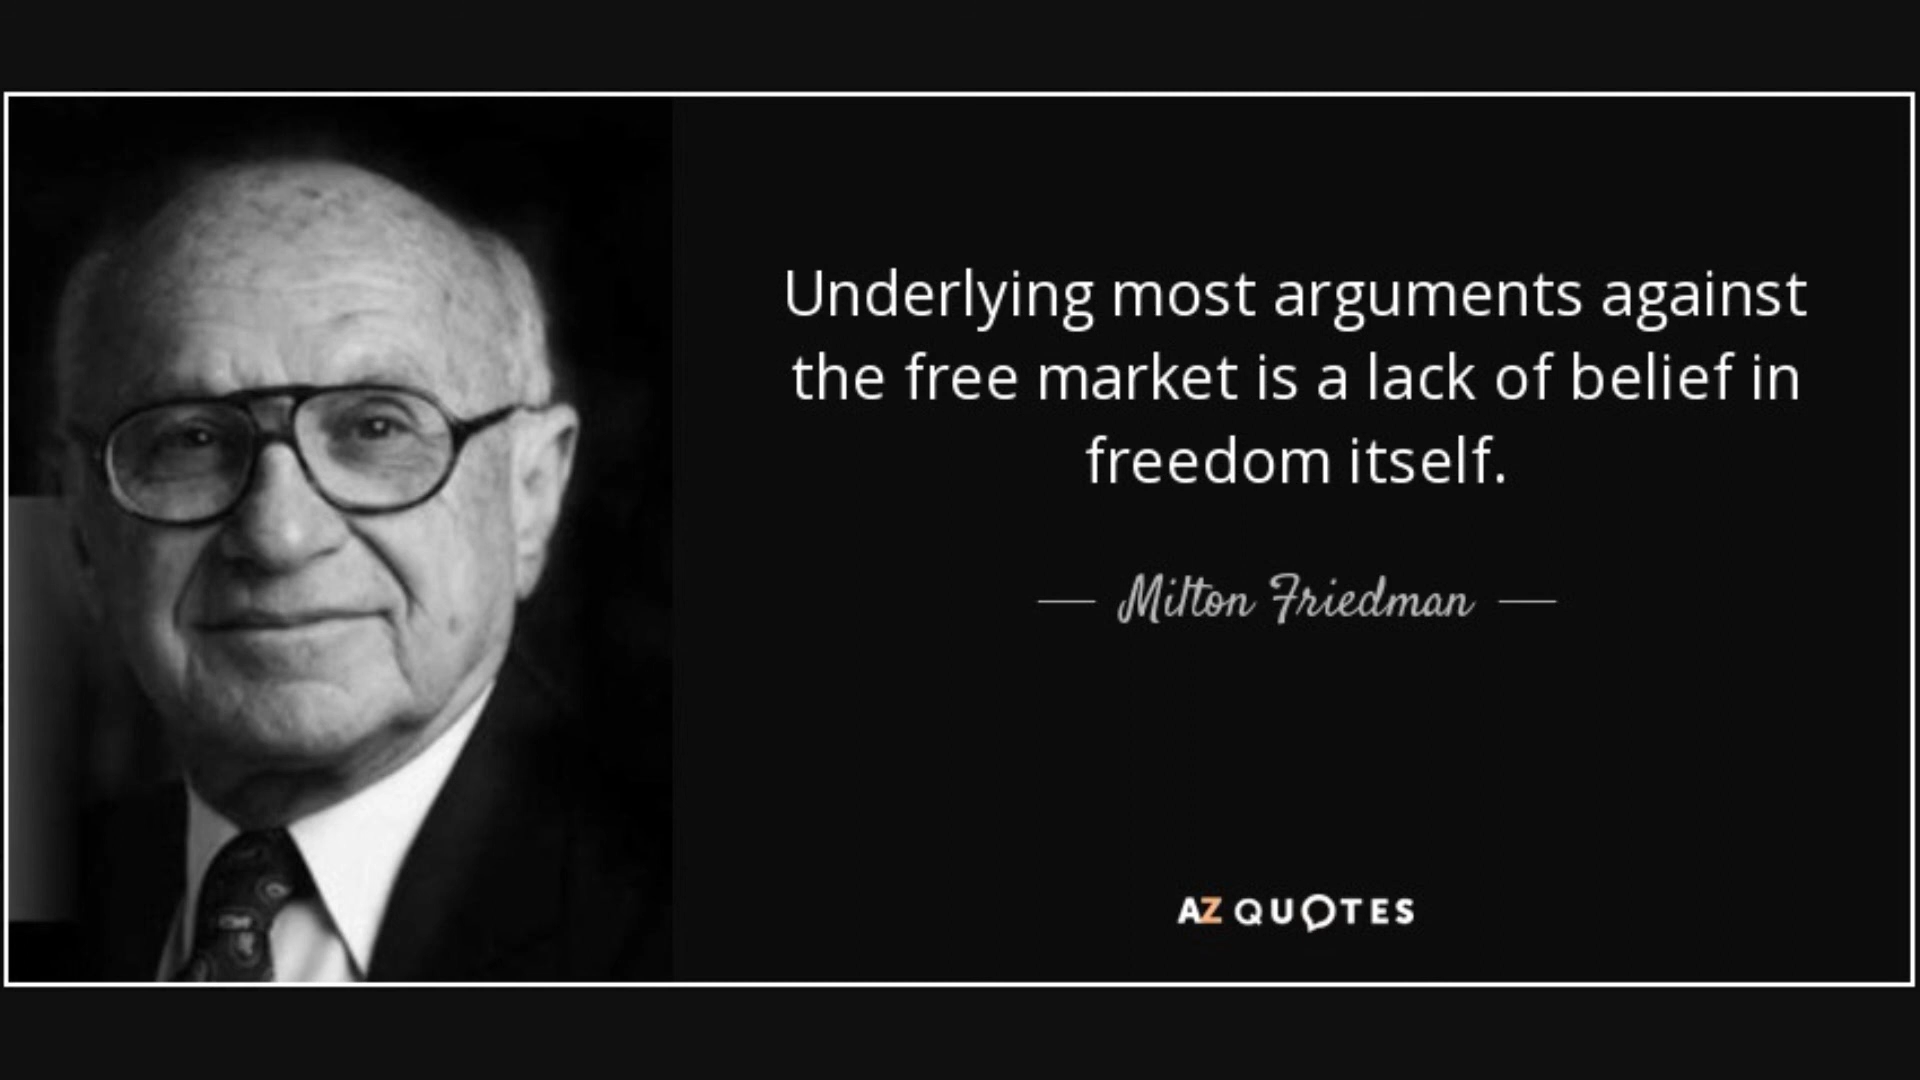 Underlying most arguments against
the free market is a lack of belief in
freedom itself.
— Milton Friedman —
AZ QUOTES